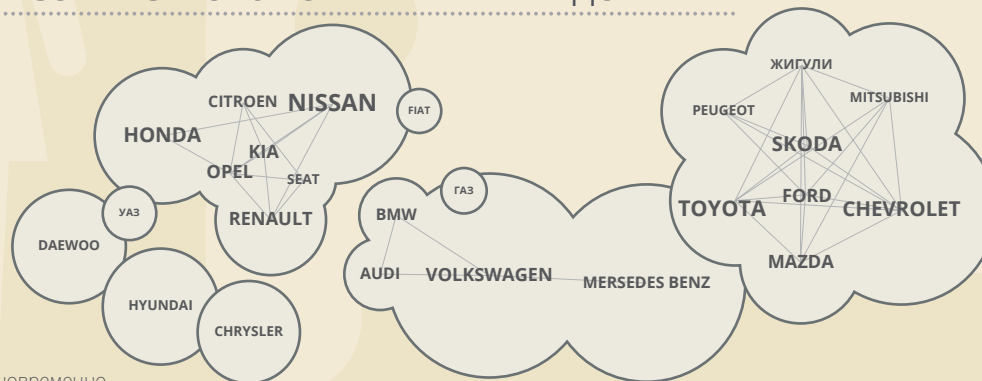 ЖИГУЛИ
CITROEN NISSAN
MITSUBISHI
FIAT
PEUGEOT
HONDA
KIA
SKODA
OPEL
SEAT
ГАЗ
FORD
УАЗ
RENAULT
BMW
TOYOTA
CHEVROLET
DAEWOO
MAZDA
AUDI
VOLKSWAGEN
MERSEDES BENZ
HYUNDAI
CHRYSLER